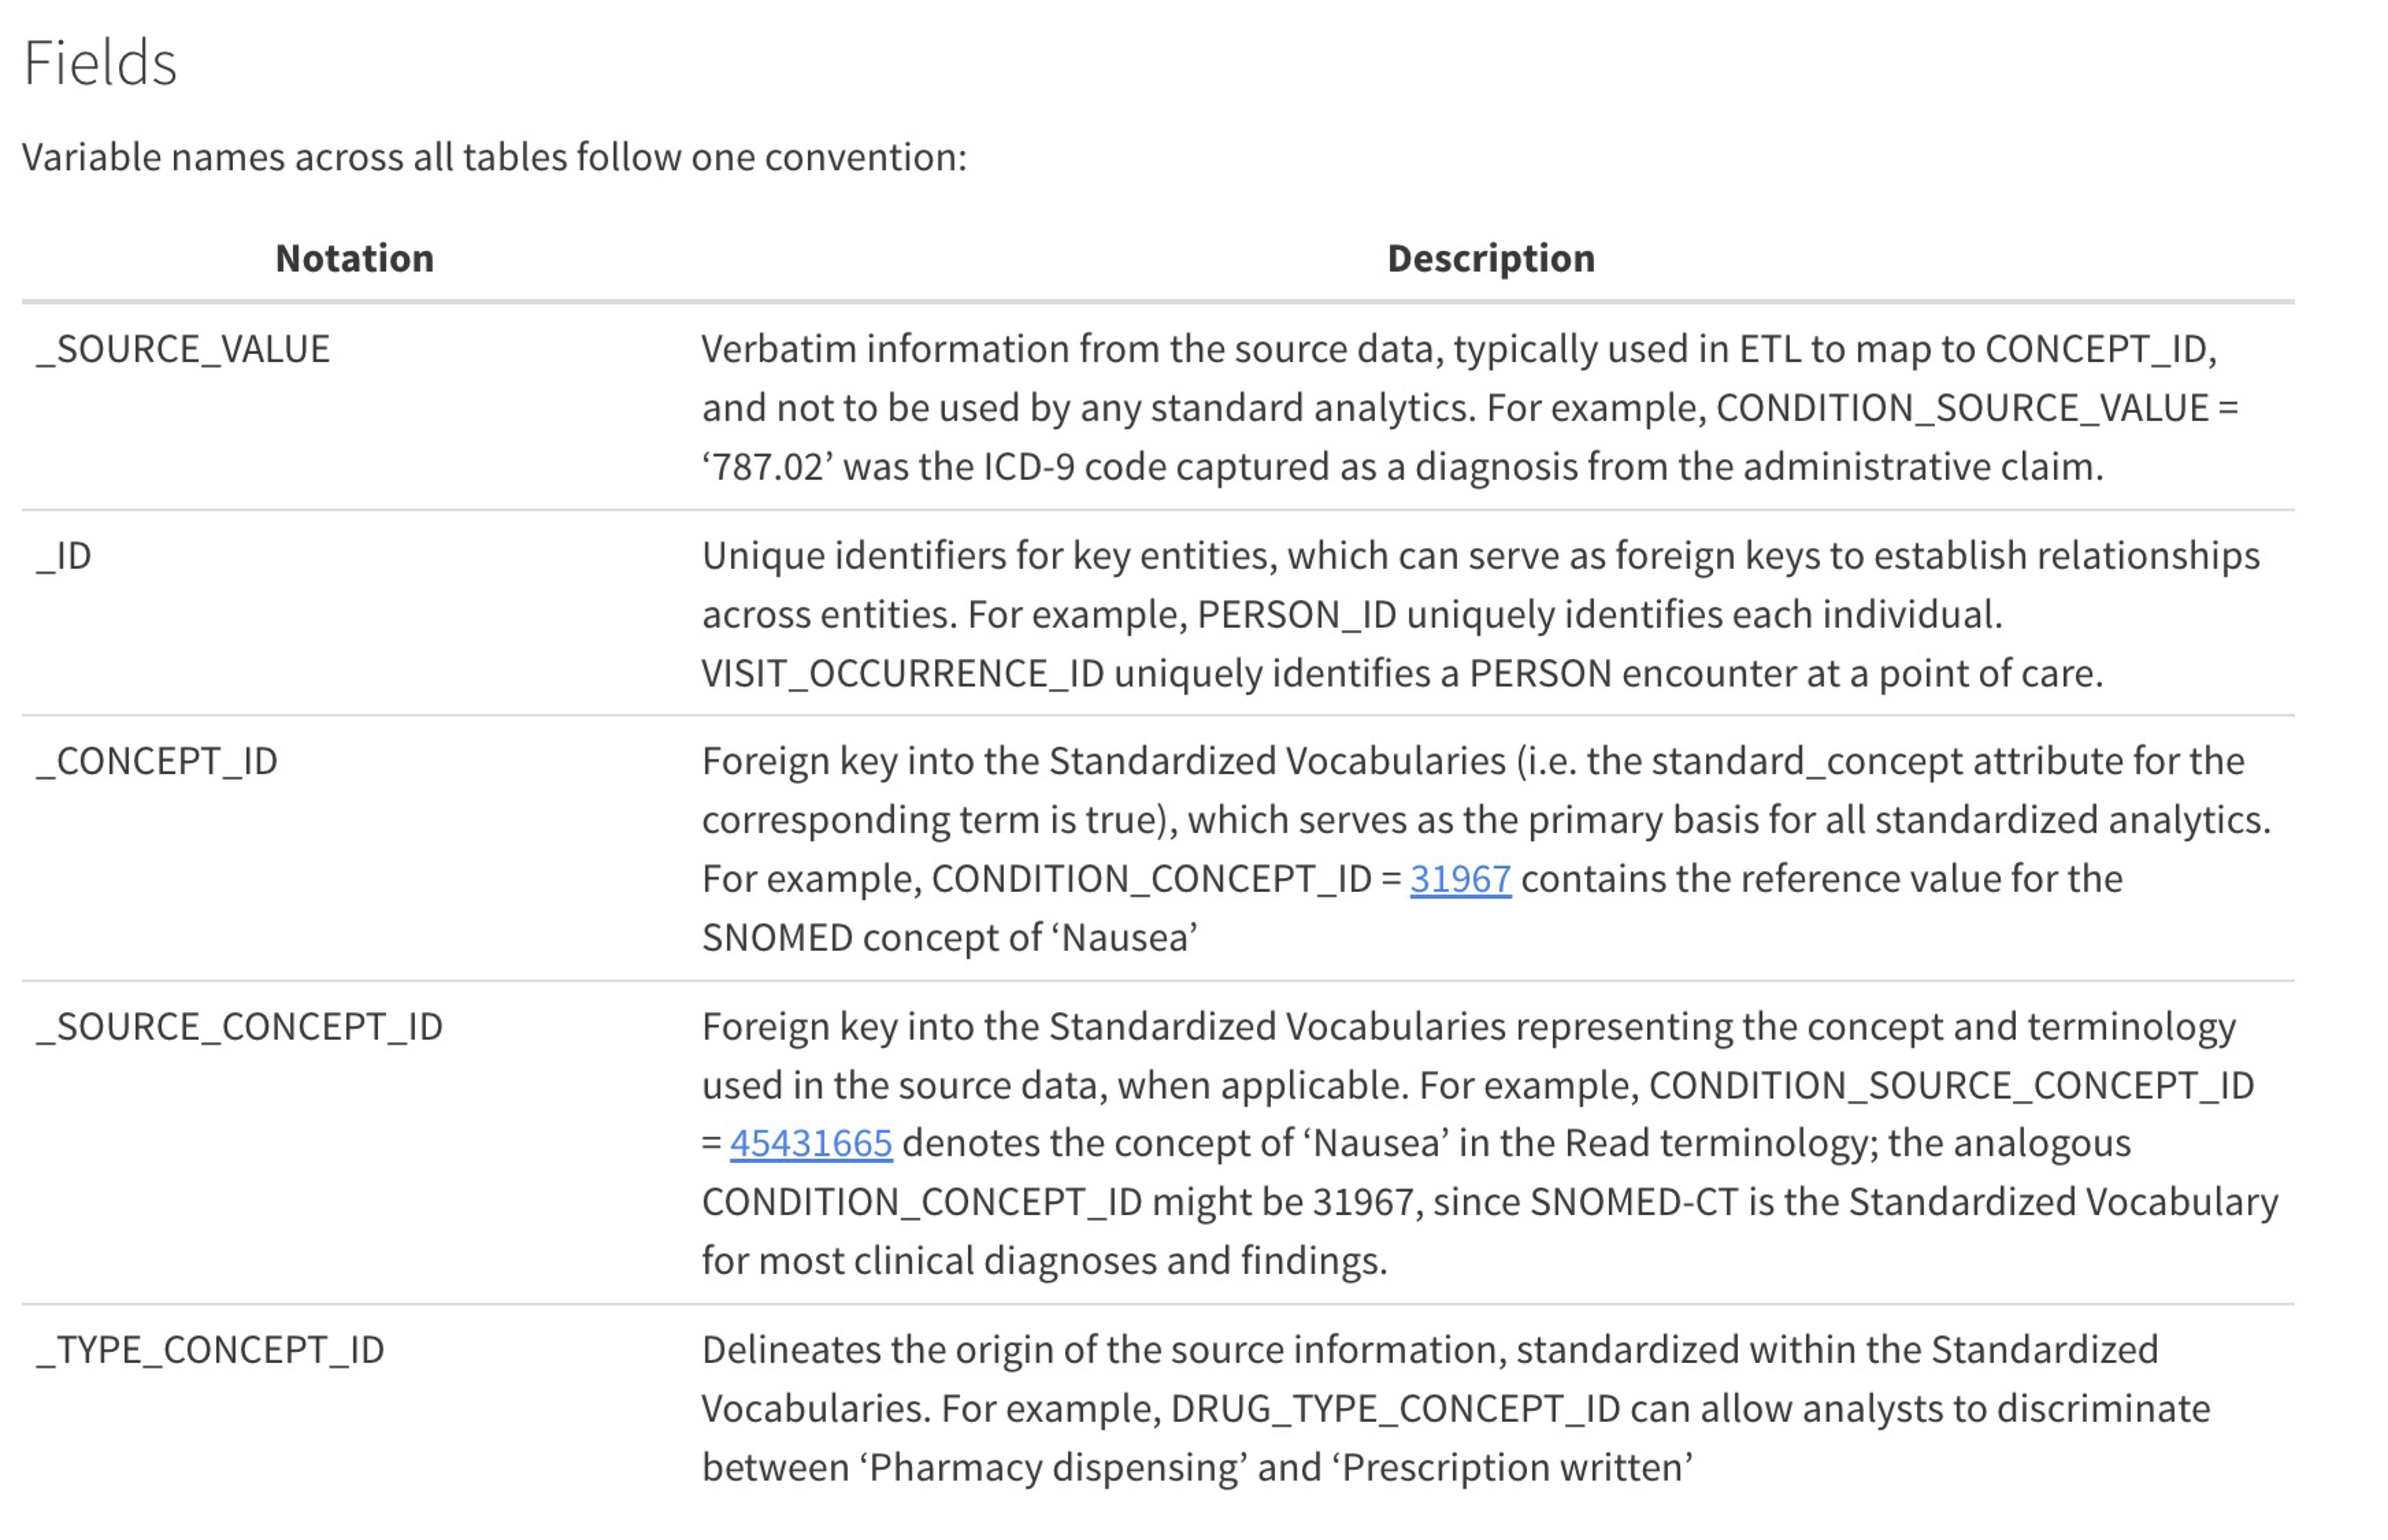 Fields
Variable names across all tables follow one convention:
Notation
Description
_SOURCE_VALUE
Verbatim information from the source data, typically used in ETL to map to CONCEPT_ID,
and not to be used by any standard analytics. For example, CONDITION_SOURCE_VALUE =
‘787.02’ was the ICD-9 code captured as a diagnosis from the administrative claim.
_ID
Unique identifiers for key entities, which can serve as foreign keys to establish relationships
across entities. For example, PERSON_ID uniquely identifies each individual.
VISIT_OCCURRENCE_ID uniquely identifies a PERSON encounter at a point of care.
_CONCEPT_ID
Foreign key into the Standardized Vocabularies (i.e. the standard_concept attribute for the
corresponding term is true), which serves as the primary basis for all standardized analytics.
For example, CONDITION_CONCEPT_ID = 31967 contains the reference value for the
SNOMED concept of ‘Nausea’
_SOURCE_CONCEPT_ID
Foreign key into the Standardized Vocabularies representing the concept and terminology
used in the source data, when applicable. For example, CONDITION_SOURCE_CONCEPT_ID
= 45431665 denotes the concept of ‘Nausea’ in the Read terminology; the analogous
CONDITION_CONCEPT_ID might be 31967, since SNOMED-CT is the Standardized Vocabulary
for most clinical diagnoses and findings.
_TYPE_CONCEPT_ID
Delineates the origin of the source information, standardized within the Standardized
Vocabularies. For example, DRUG_TYPE_CONCEPT_ID can allow analysts to discriminate
between ‘Pharmacy dispensing’ and ‘Prescription written’